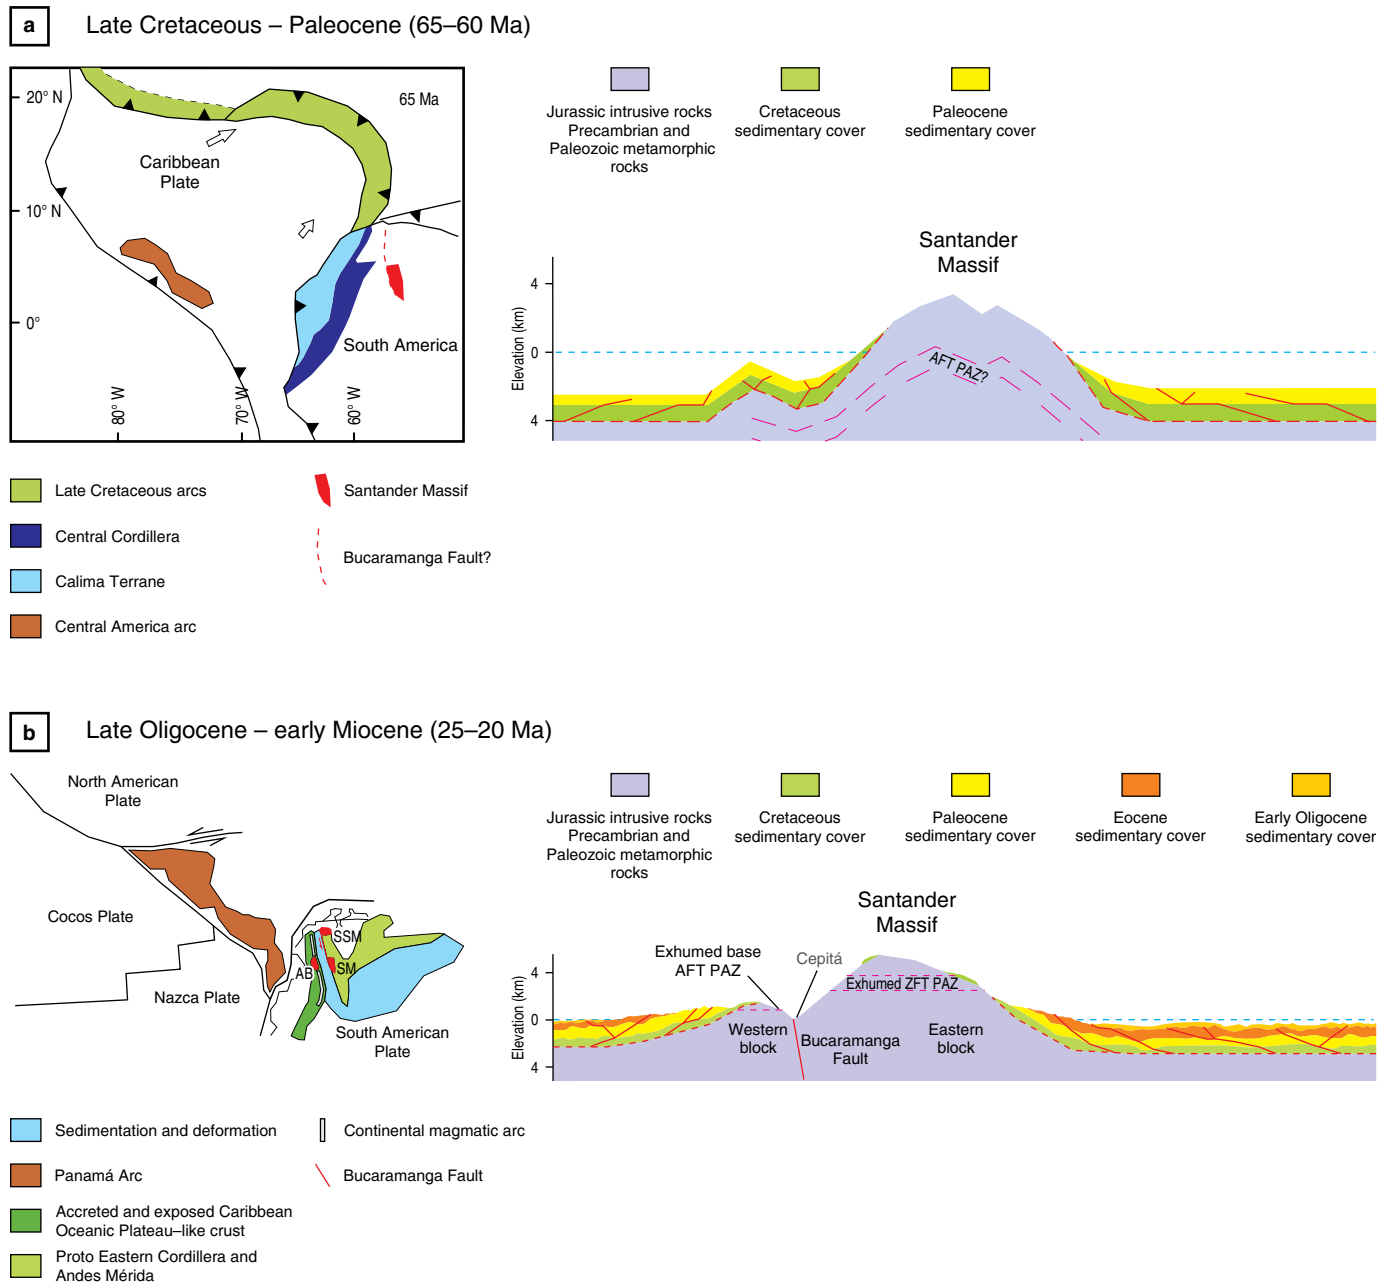 a
Late Cretaceous – Paleocene (65–60 Ma)
20° N
10° N
0°
80° W
70° W
60° W
65 Ma
Caribbean
Plate
South America
Late Cretaceous arcs
Central Cordillera
Calima Terrane
Central America arc
Santander Massif
Bucaramanga Fault?
Jurassic intrusive rocks
Precambrian and
Paleozoic metamorphic
rocks
Cretaceous
sedimentary cover
Paleocene
sedimentary cover
Santander
Massif
Elevation (km)
4
0
4
AFT PAZ?
b
Late Oligocene – early Miocene (25–20 Ma)
North American
Plate
Cocos Plate
Nazca Plate
SSM
SM
AB
South American
Plate
Sedimentation and deformation
Panamá Arc
Accreted and exposed Caribbean
Oceanic Plateau–like crust
Proto Eastern Cordillera and
Andes Mérida
Continental magmatic arc
Bucaramanga Fault
Jurassic intrusive rocks
Precambrian and
Paleozoic metamorphic
rocks
Cretaceous
sedimentary cover
Paleocene
sedimentary cover
Eocene
sedimentary cover
Early Oligocene
sedimentary cover
Santander
Massif
Exhumed base
AFT PAZ
Cepitá
Exhumed ZFT PAZ
Elevation (km)
4
0
4
Western
block
Bucaramanga
Fault
Eastern
block